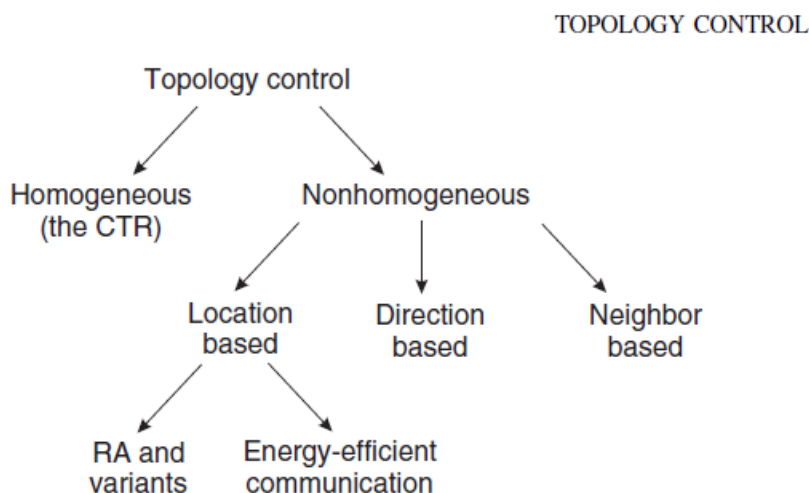 TOPOLOGY CONTROL
Topology control
Homogeneous
(the CTR)
Nonhomogeneous
Location
based
Direction
based
Neighbor
based
RA and
variants
Energy-efficient
communication